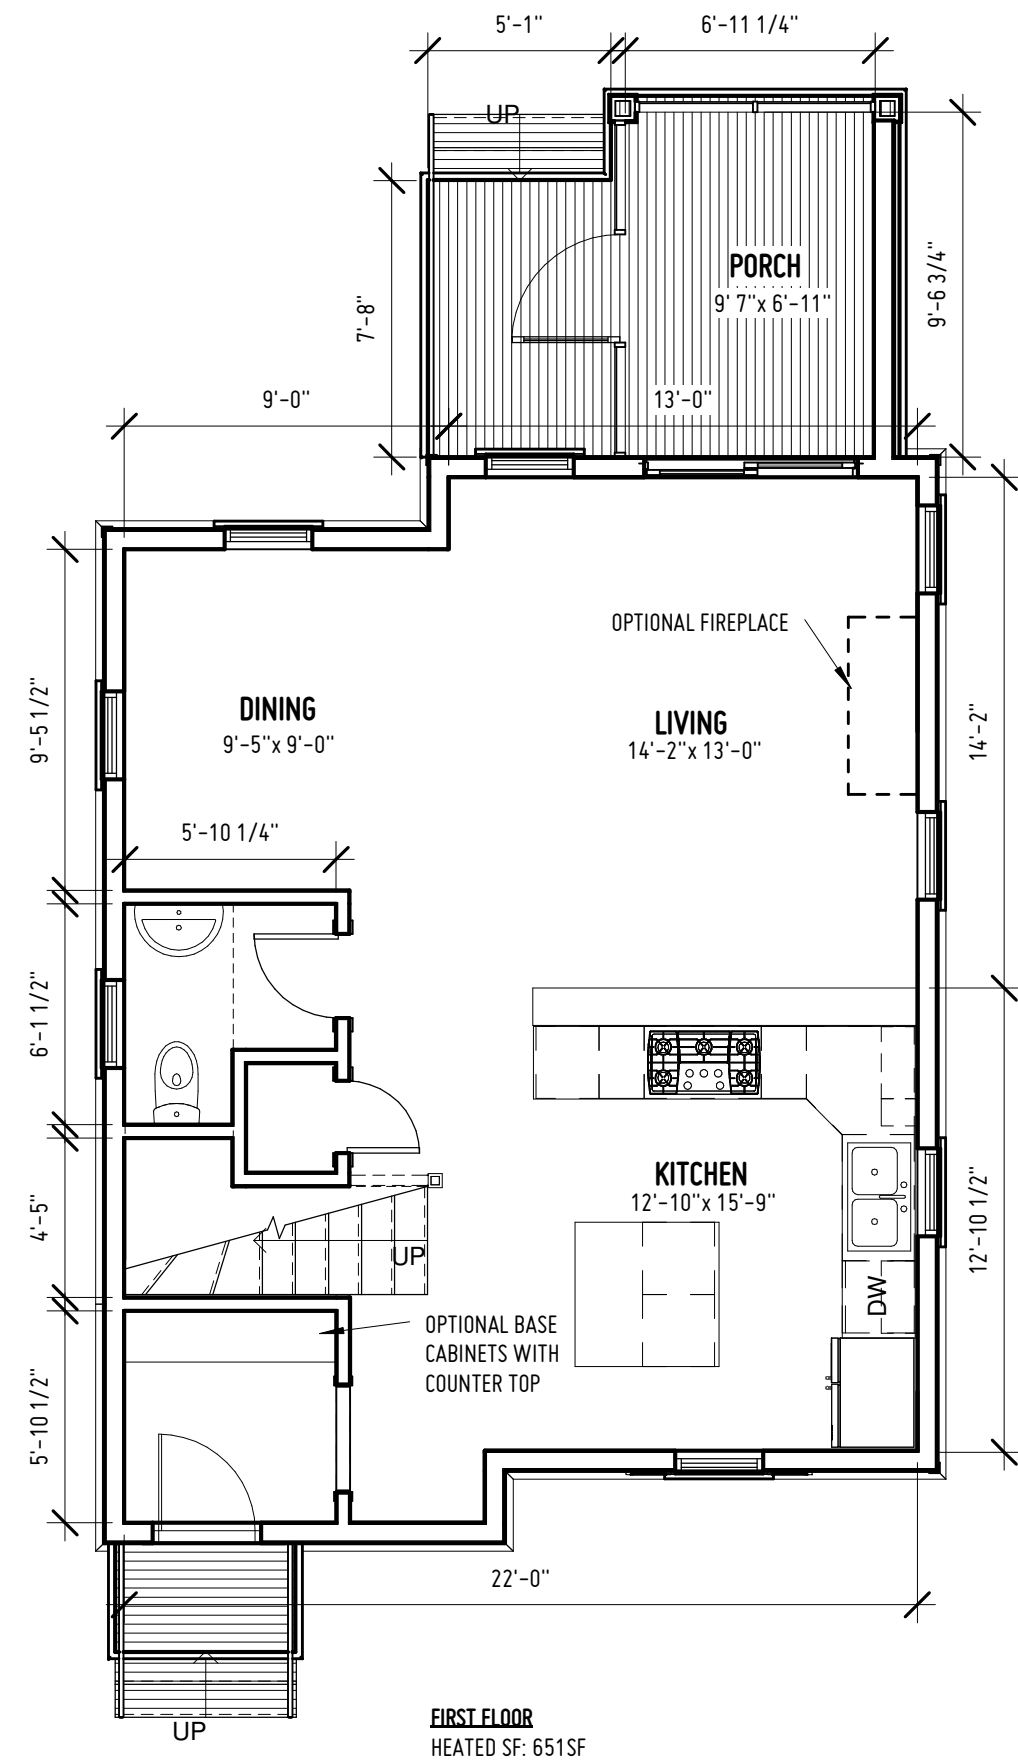 5'-1"
6'-11 1/4"
UP
PORCH
9' 7"x 6'-11"
9'-6 3/4"
7'-8"
9'-0"
13'-0"
OPTIONAL FIREPLACE
DINING
9'-5"x 9'-0"
LIVING
14'-2"x 13'-0"
9'-5 1/2"
14'-2"
5'-10 1/4"
6'-1 1/2"
KITCHEN
12'-10"x 15'-9"
4'-5"
12'-10 1/2"
UP
DW
OPTIONAL BASE
CABINETS WITH
COUNTER TOP
5'-10 1/2"
22'-0"
UP
FIRST FLOOR
HEATED SF: 651SF